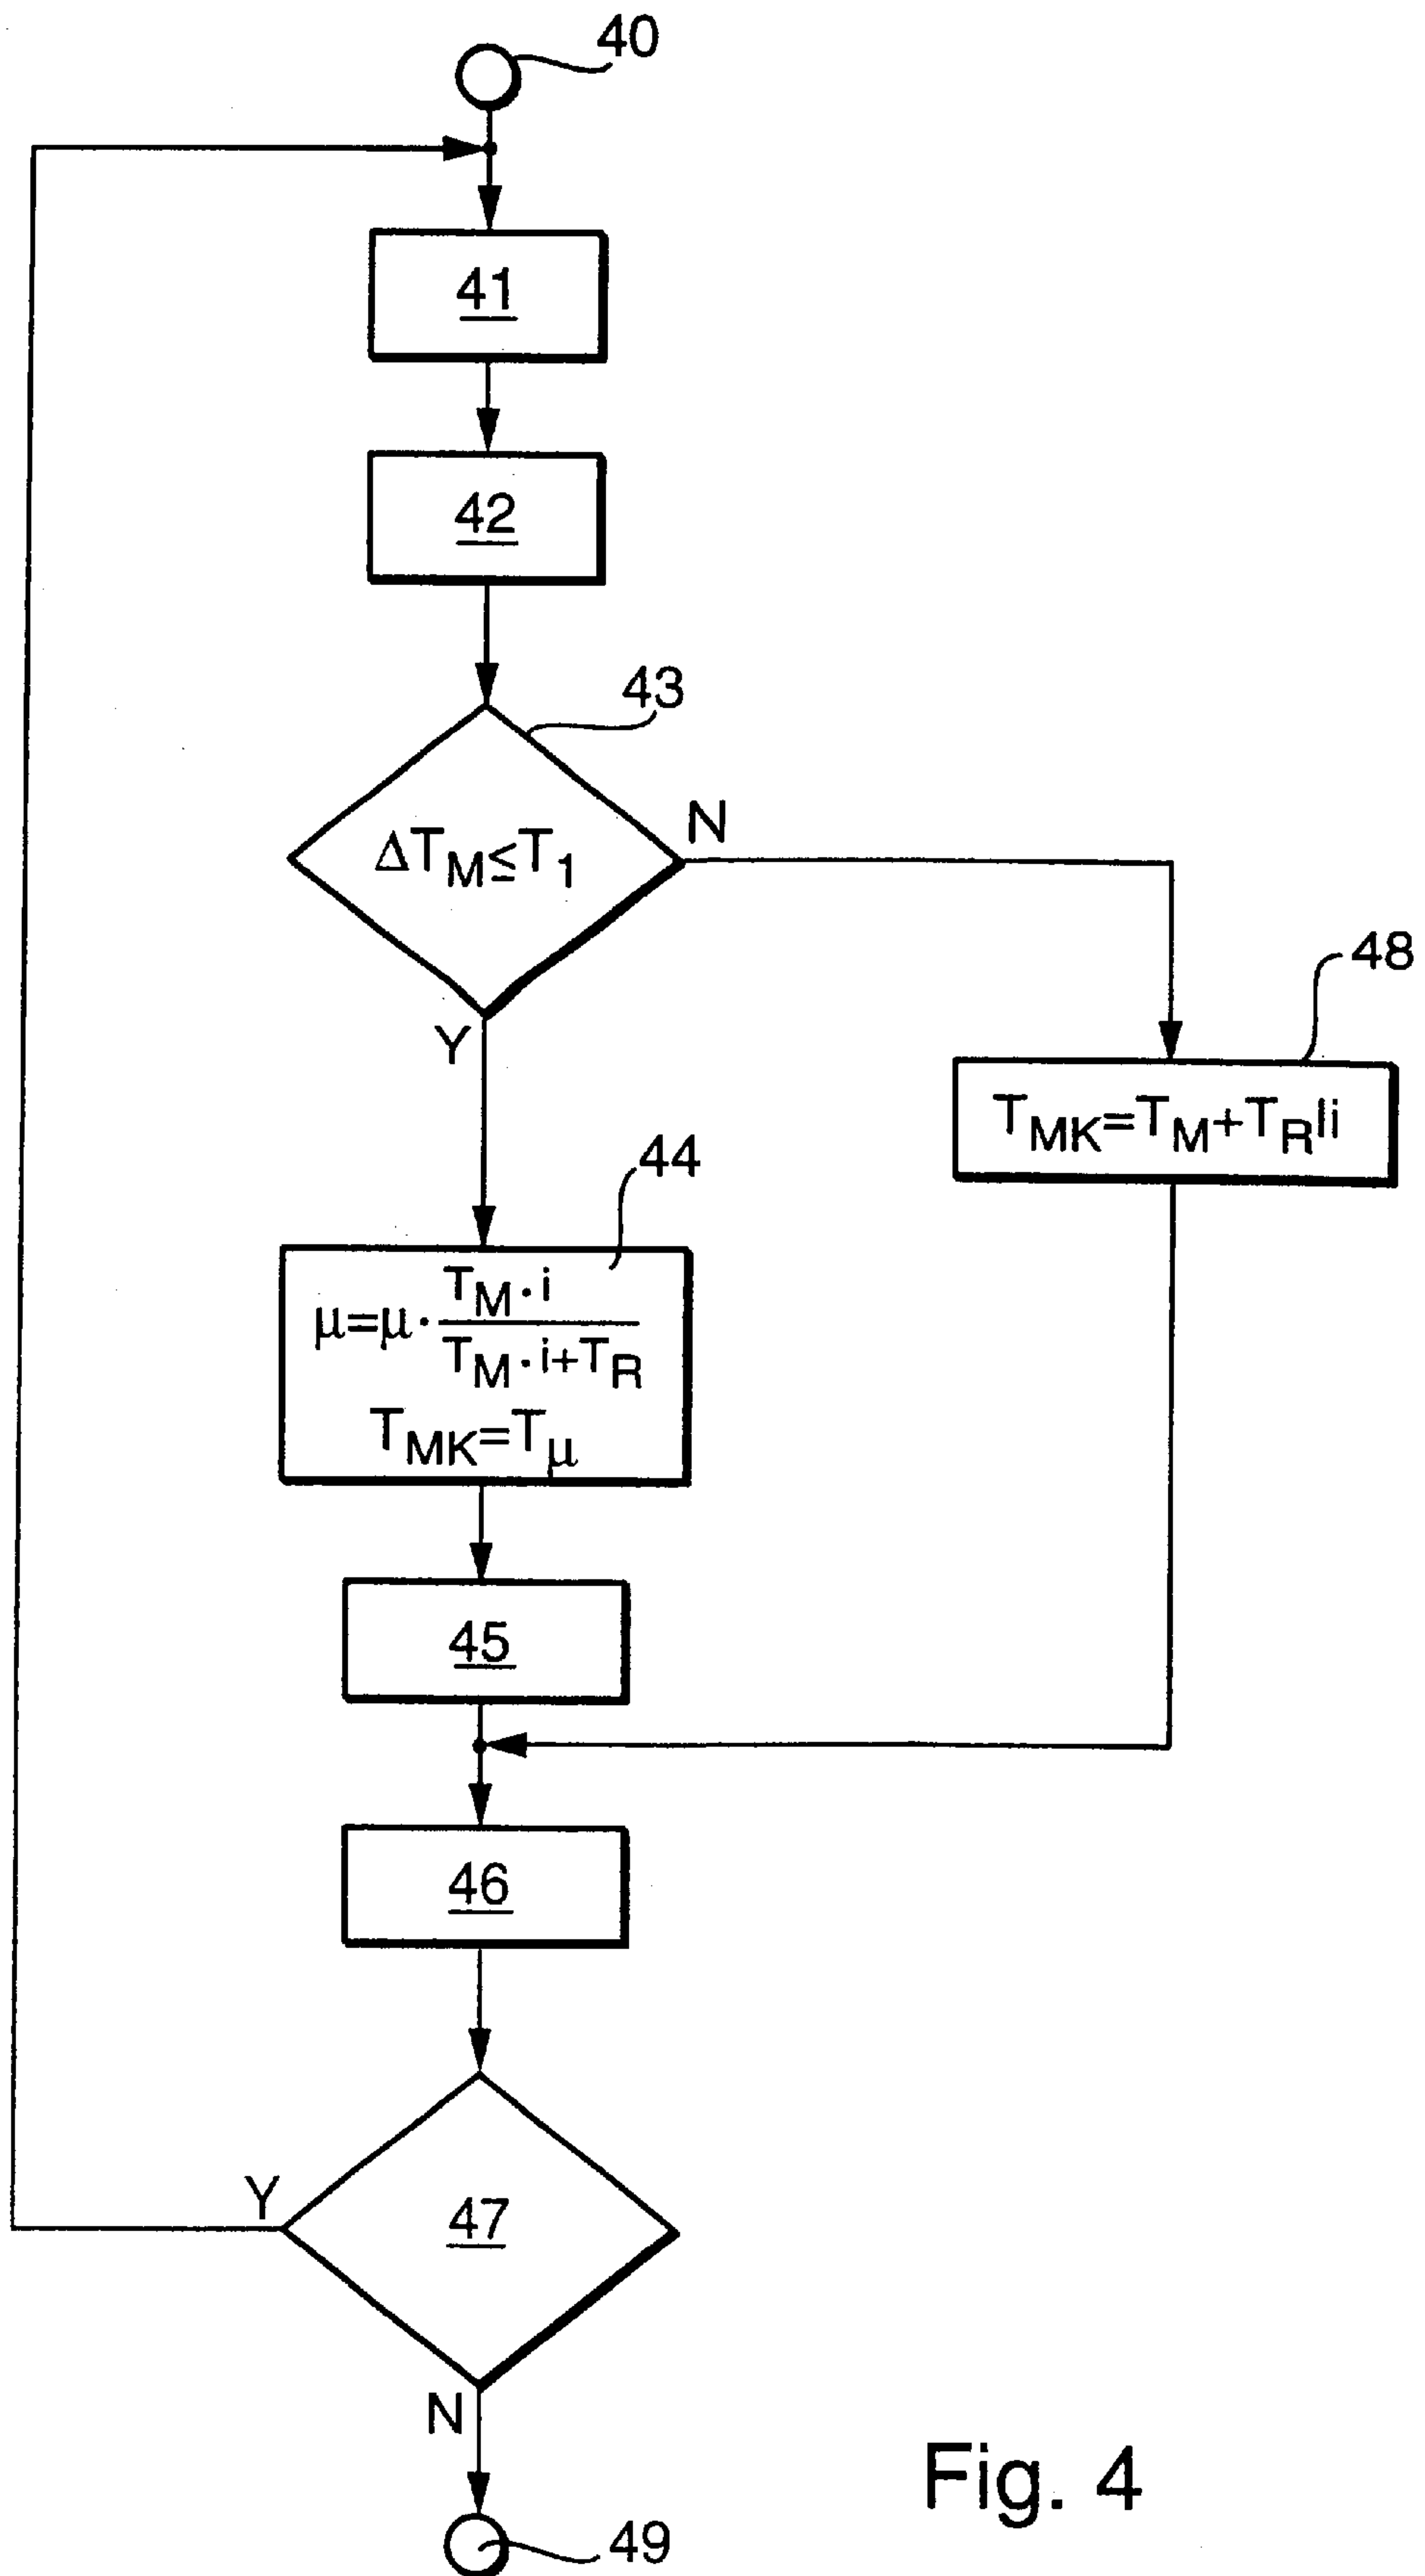 40
41
42
43
ΔT_M≤T_1
N
Y
48
T_MK=T_M+T_R|i
44
μ=μ·T_M·i/T_M·i+T_R
T_MK=T_μ
45
46
Y
47
N
49
Fig. 4